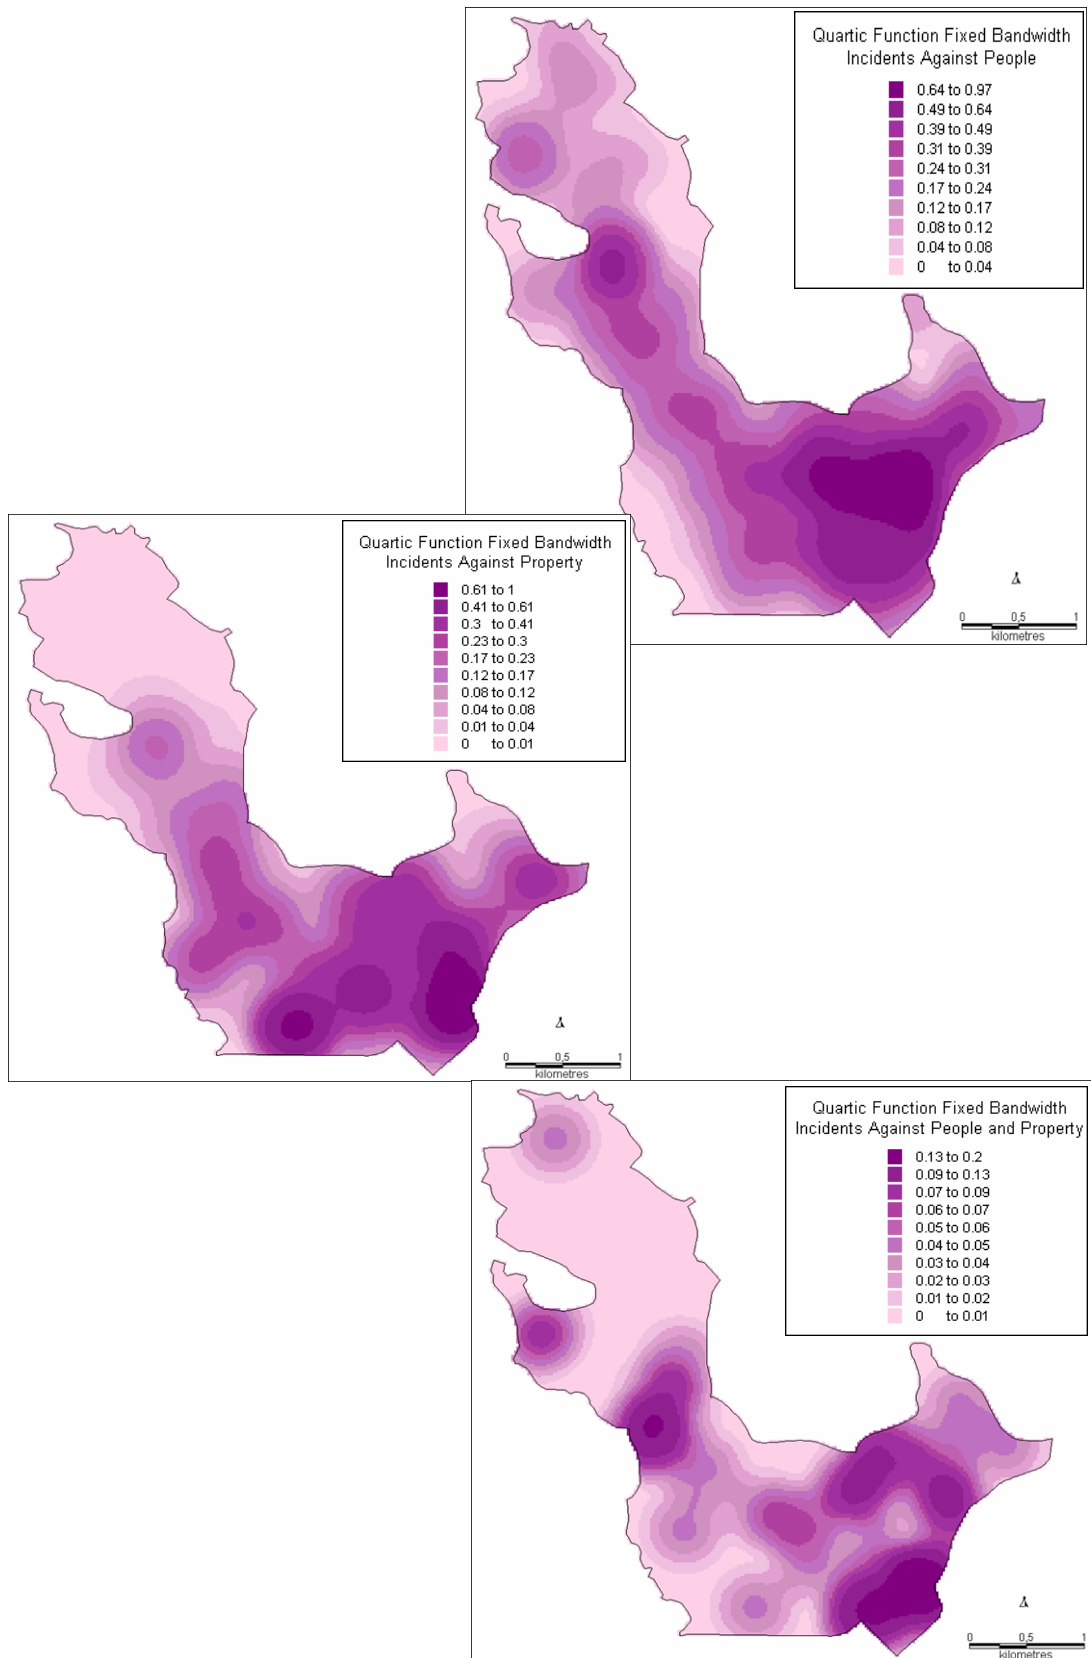 Quartic Function Fixed Bandwidth
Incidents Against People
0.64 to 0.97
0.49 to 0.64
0.39 to 0.49
0.31 to 0.39
0.24 to 0.31
0.17 to 0.24
0.12 to 0.17
0.08 to 0.12
0.04 to 0.08
0 to 0.04
0 0,5 1
kilometres
Quartic Function Fixed Bandwidth
Incidents Against Property
0.61 to 1
0.41 to 0.61
0.3 to 0.41
0.23 to 0.3
0.17 to 0.23
0.12 to 0.17
0.08 to 0.12
0.04 to 0.08
0.01 to 0.04
0 to 0.01
0 0,5 1
kilometres
Quartic Function Fixed Bandwidth
Incidents Against People and Property
0.13 to 0.2
0.09 to 0.13
0.07 to 0.09
0.06 to 0.07
0.05 to 0.06
0.04 to 0.05
0.03 to 0.04
0.02 to 0.03
0.01 to 0.02
0 to 0.01
0 0,5 1
kilometres